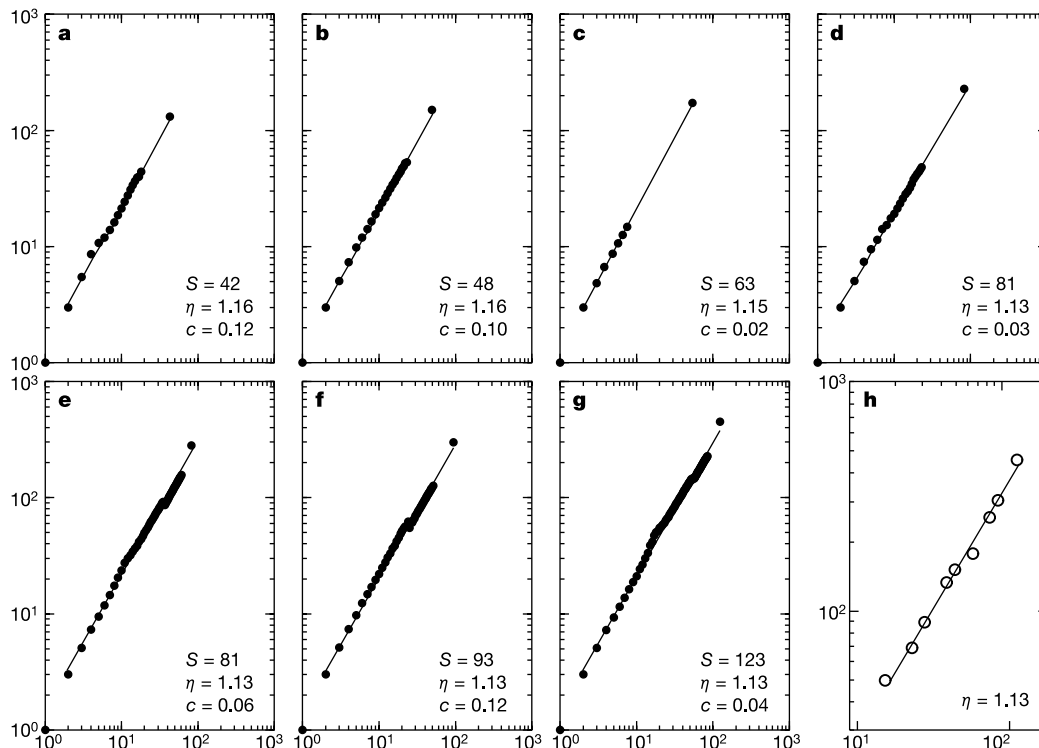 10³
a
b
c
d
10²
10¹
S = 42
η = 1.16
c = 0.12
S = 48
η = 1.16
c = 0.10
S = 63
η = 1.15
c = 0.02
S = 81
η = 1.13
c = 0.03
10⁰
10³
e
f
g
10³
h
10²
10¹
S = 81
η = 1.13
c = 0.06
S = 93
η = 1.13
c = 0.12
S = 123
η = 1.13
c = 0.04
10²
η = 1.13
10⁰
10⁰ 10¹ 10² 10³
10⁰ 10¹ 10² 10³
10⁰ 10¹ 10² 10³
10¹ 10²